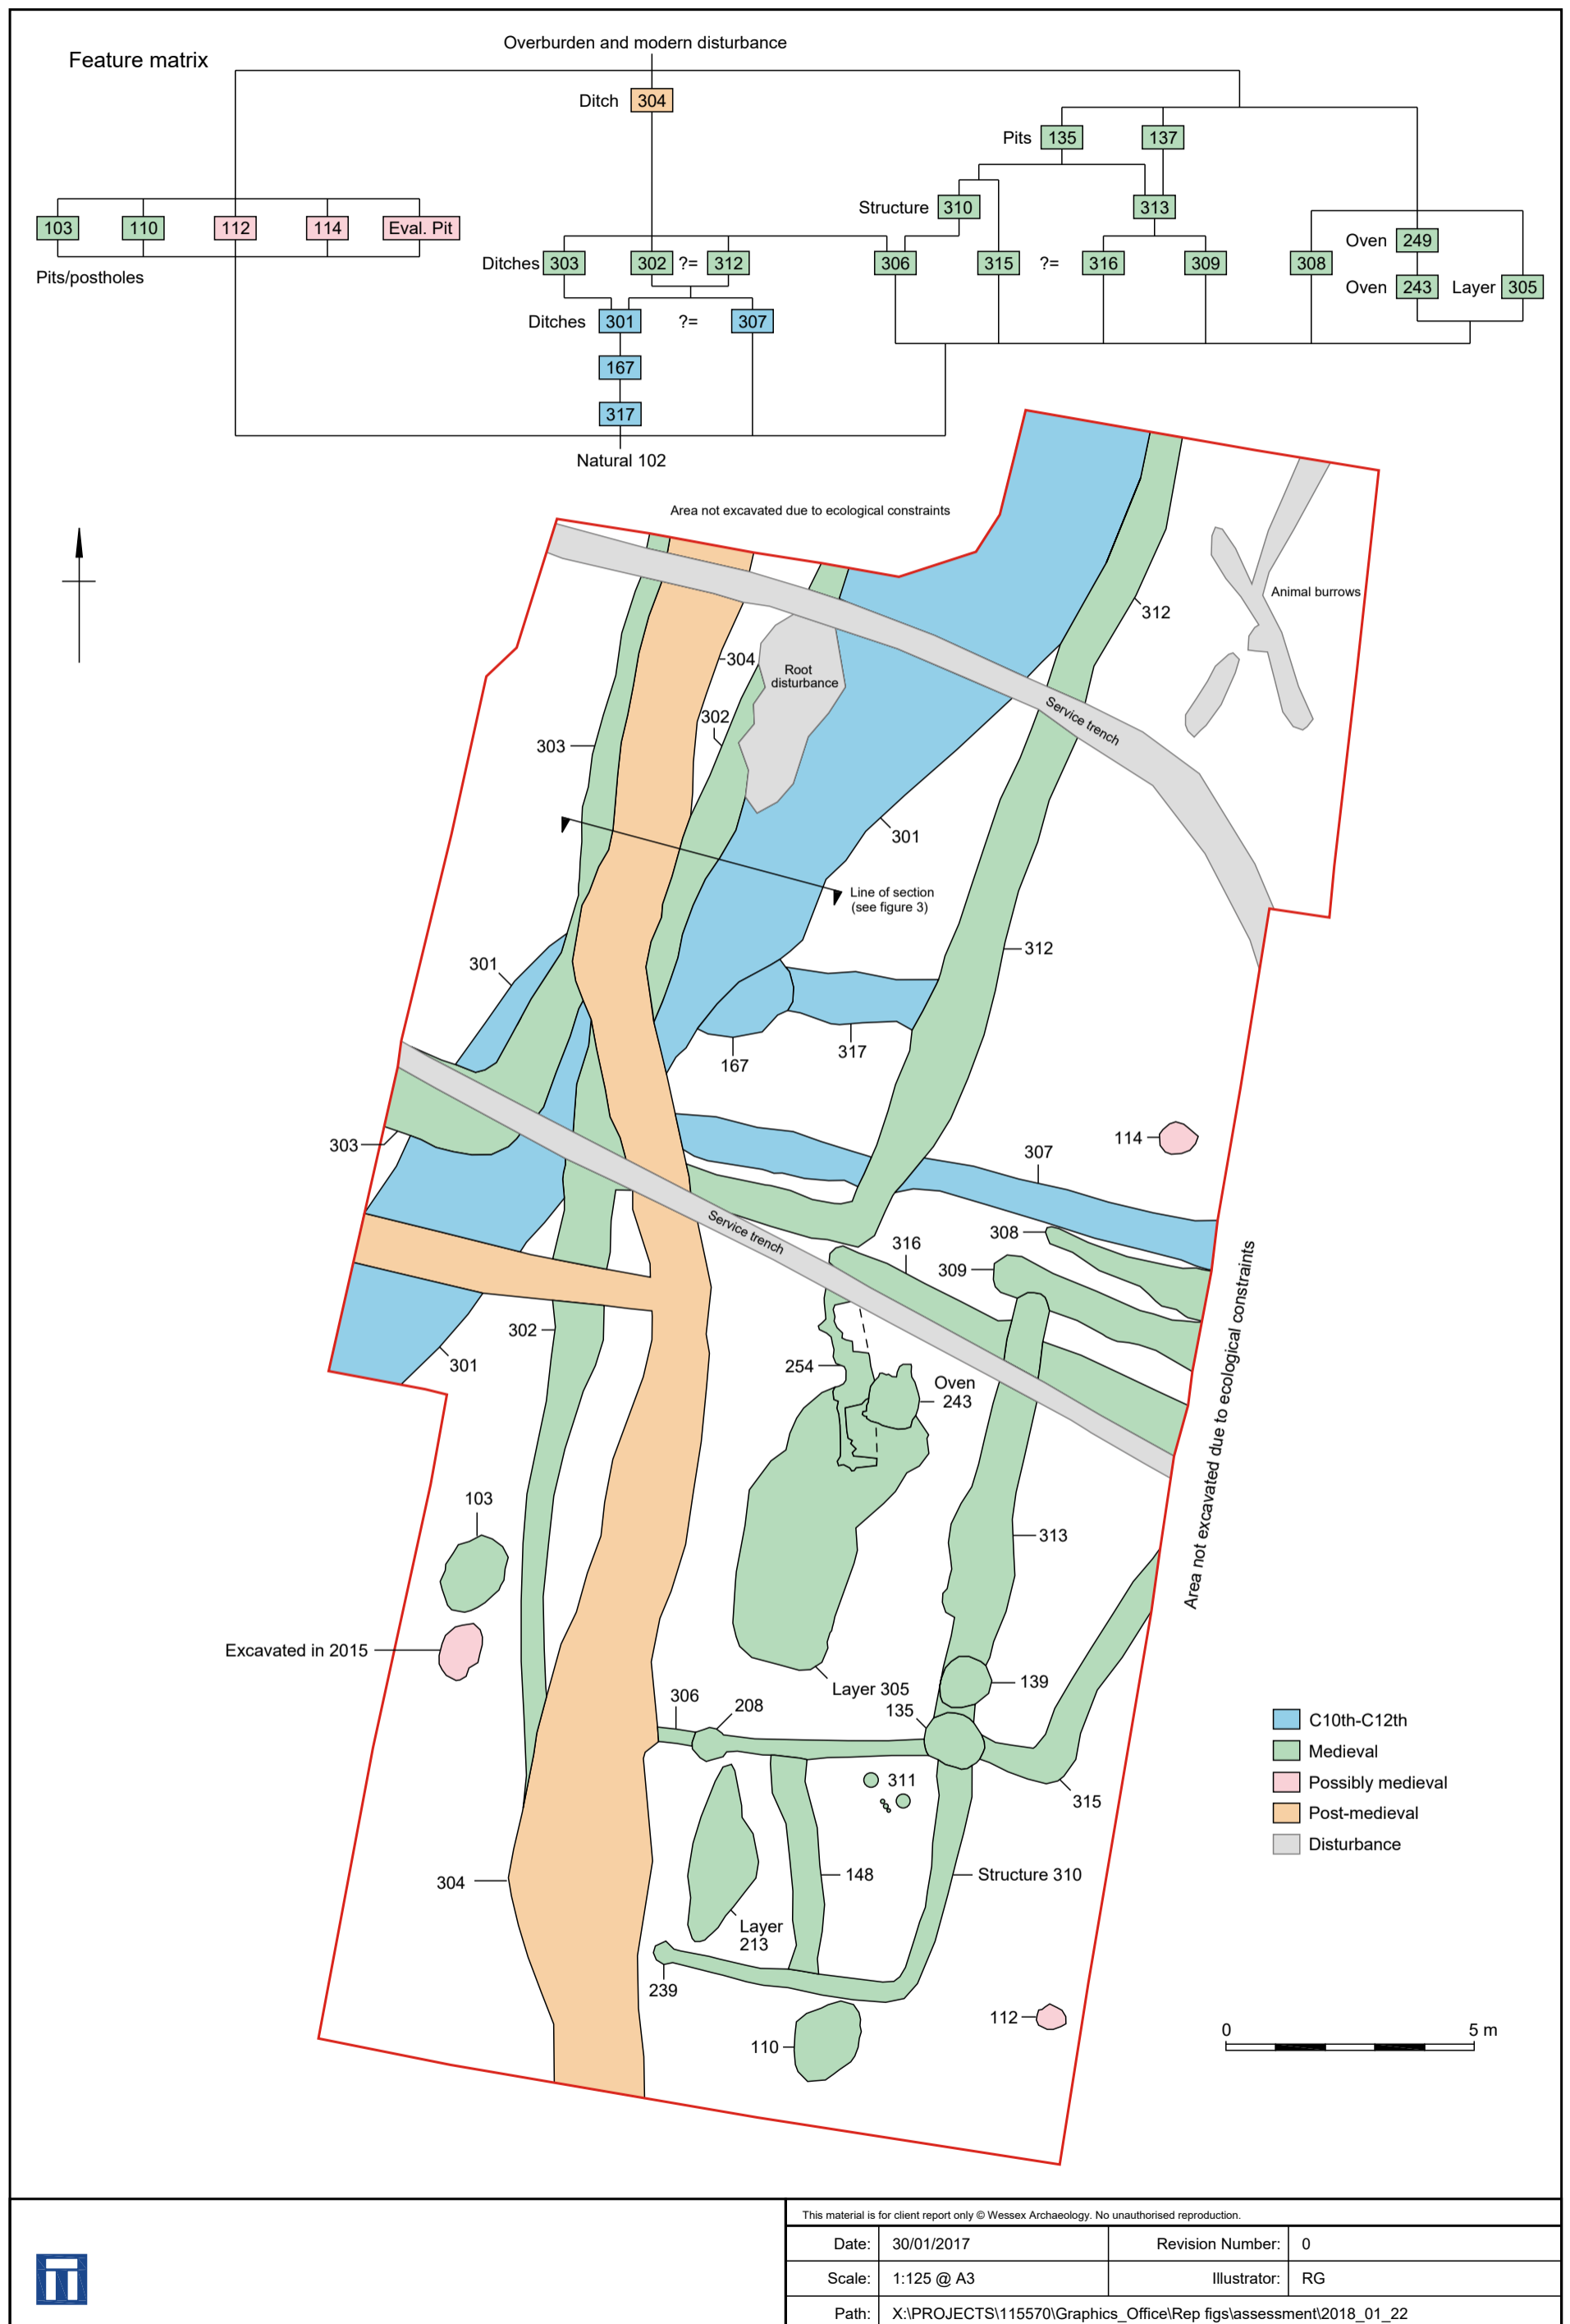 Overburden and modern disturbance
Feature matrix
Ditch 304
Pits 135 137
Structure 310 313
103 110 112 114 Eval. Pit
Oven 249
Ditches 303 302 ?= 312 306 315 ?= 316 309 308
Pits/postholes
Oven 243 Layer 305
Ditches 301 ?= 307
167
317
Natural 102
Area not excavated due to ecological constraints
Animal burrows
312
304
Root
disturbance
302
Service trench
303
301
Line of section
(see figure 3)
312
301
317
167
114
303
307
Service trench
308
316
309
302
301
254
Oven
243
Area not excavated due to ecological constraints
103
313
Excavated in 2015
139
Layer 305
306
208
135
C10th-C12th
Medieval
Possibly medieval
Post-medieval
Disturbance
311
315
304
148
Structure 310
Layer
213
239
112
110
0 5 m
This material is for client report only © Wessex Archaeology. No unauthorised reproduction.
Date: 30/01/2017 Revision Number: 0
Scale: 1:125 @ A3 Illustrator: RG
Path: X:\PROJECTS\115570\Graphics_Office\Rep figs\assessment\2018_01_22